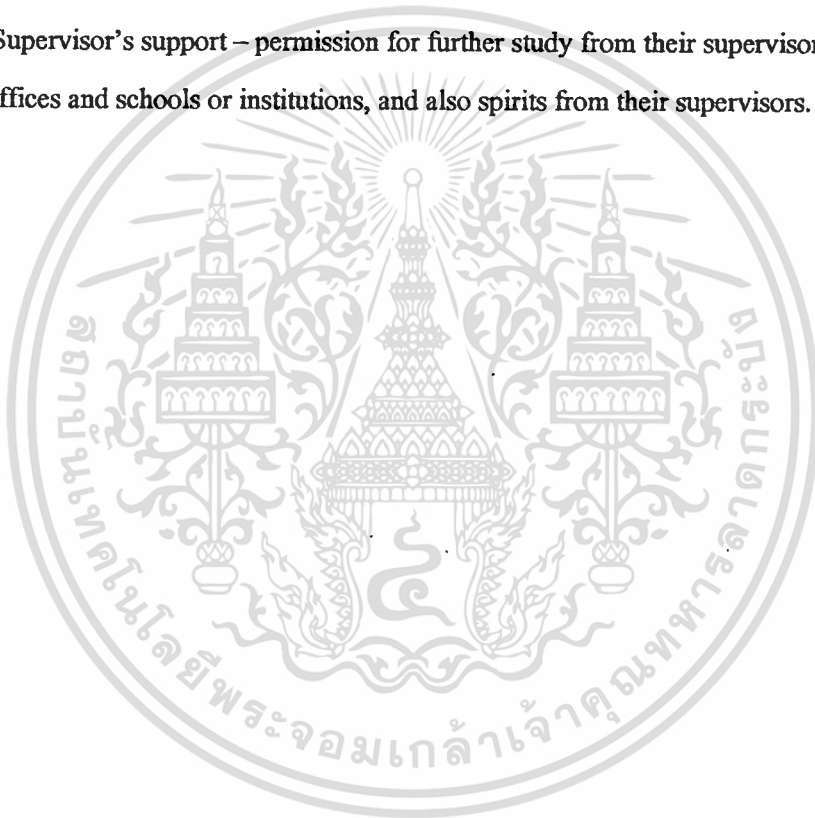 Supervisor's support – permission for further study from their supervisor
ffices and schools or institutions, and also spirits from their supervisors.
สถาบันเทคโนโลยีพระจอมเกล้าเจ้าคุณทหารลาดกระบัง
๔